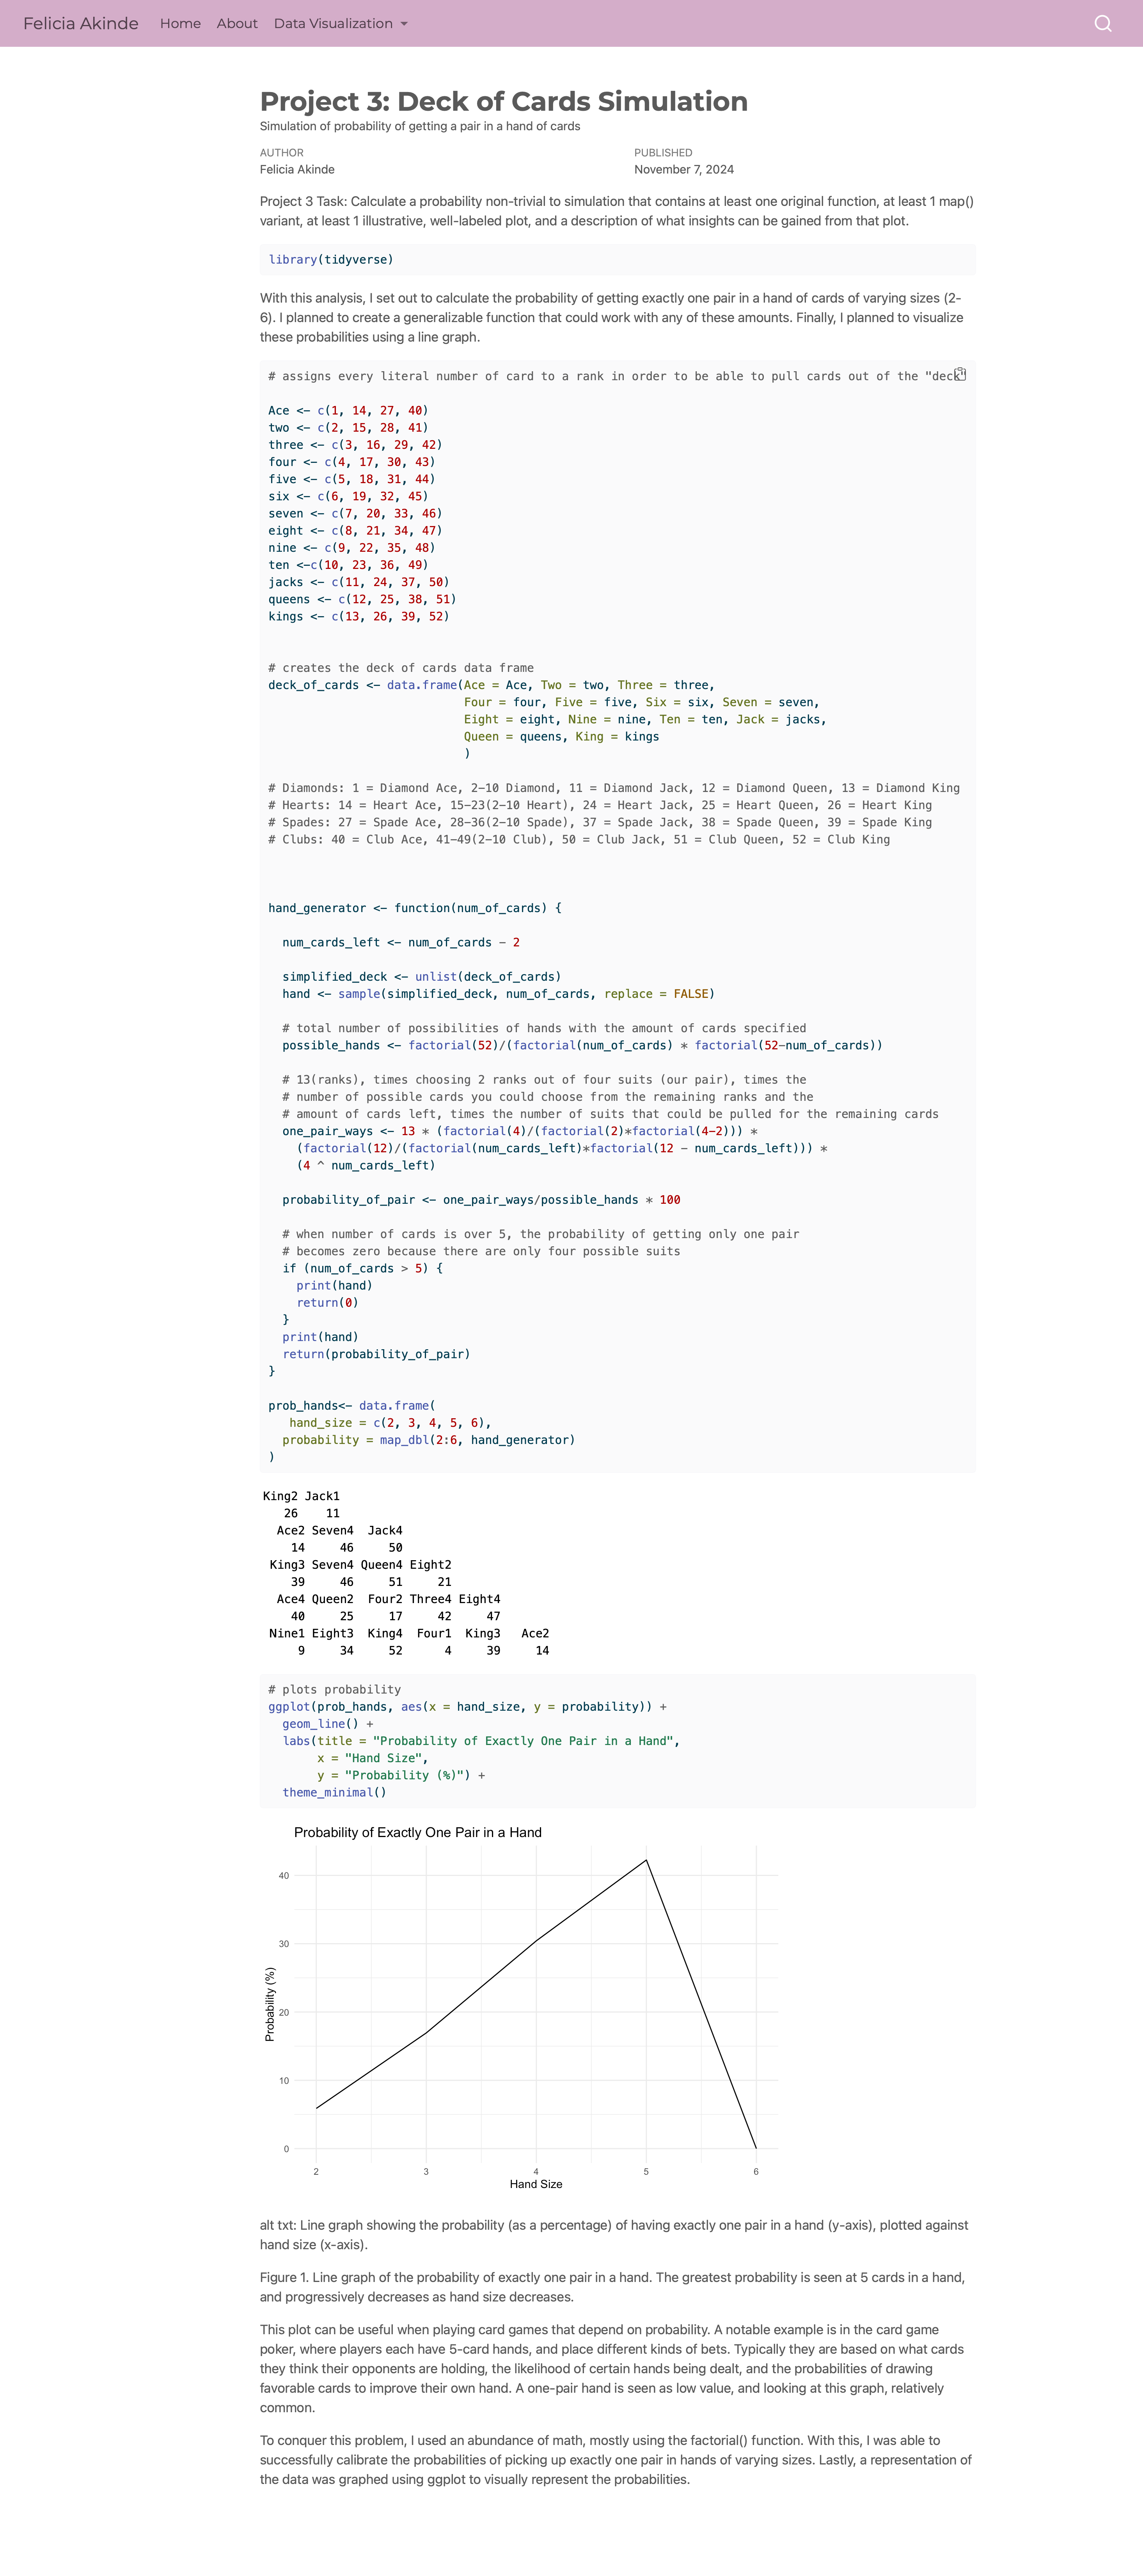 Felicia Akinde Home About Data Visualization
Project 3: Deck of Cards Simulation
Simulation of probability of getting a pair in a hand of cards
AUTHOR PUBLISHED
Felicia Akinde November 7, 2024
Project 3 Task: Calculate a probability non-trivial to simulation that contains at least one original function, at least 1 map()
variant, at least 1 illustrative, well-labeled plot, and a description of what insights can be gained from that plot.
library(tidyverse)
With this analysis, I set out to calculate the probability of getting exactly one pair in a hand of cards of varying sizes (2-
6). I planned to create a generalizable function that could work with any of these amounts. Finally, I planned to visualize
these probabilities using a line graph.
# assigns every literal number of card to a rank in order to be able to pull cards out of the "deck"
Ace <- c(1, 14, 27, 40)
two <- c(2, 15, 28, 41)
three <- c(3, 16, 29, 42)
four <- c(4, 17, 30, 43)
five <- c(5, 18, 31, 44)
six <- c(6, 19, 32, 45)
seven <- c(7, 20, 33, 46)
eight <- c(8, 21, 34, 47)
nine <- c(9, 22, 35, 48)
ten <-c(10, 23, 36, 49)
jacks <- c(11, 24, 37, 50)
queens <- c(12, 25, 38, 51)
kings <- c(13, 26, 39, 52)
# creates the deck of cards data frame
deck_of_cards <- data.frame(Ace = Ace, Two = two, Three = three,
Four = four, Five = five, Six = six, Seven = seven,
Eight = eight, Nine = nine, Ten = ten, Jack = jacks,
Queen = queens, King = kings
)
# Diamonds: 1 = Diamond Ace, 2-10 Diamond, 11 = Diamond Jack, 12 = Diamond Queen, 13 = Diamond King
# Hearts: 14 = Heart Ace, 15-23(2-10 Heart), 24 = Heart Jack, 25 = Heart Queen, 26 = Heart King
# Spades: 27 = Spade Ace, 28-36(2-10 Spade), 37 = Spade Jack, 38 = Spade Queen, 39 = Spade King
# Clubs: 40 = Club Ace, 41-49(2-10 Club), 50 = Club Jack, 51 = Club Queen, 52 = Club King
hand_generator <- function(num_of_cards) {
num_cards_left <- num_of_cards - 2
simplified_deck <- unlist(deck_of_cards)
hand <- sample(simplified_deck, num_of_cards, replace = FALSE)
# total number of possibilities of hands with the amount of cards specified
possible_hands <- factorial(52)/(factorial(num_of_cards) * factorial(52-num_of_cards))
# 13(ranks), times choosing 2 ranks out of four suits (our pair), times the
# number of possible cards you could choose from the remaining ranks and the
# amount of cards left, times the number of suits that could be pulled for the remaining cards
one_pair_ways <- 13 * (factorial(4)/(factorial(2)*factorial(4-2))) *
(factorial(12)/(factorial(num_cards_left)*factorial(12 - num_cards_left))) *
(4 ^ num_cards_left)
probability_of_pair <- one_pair_ways/possible_hands * 100
# when number of cards is over 5, the probability of getting only one pair
# becomes zero because there are only four possible suits
if (num_of_cards > 5) {
print(hand)
return(0)
}
print(hand)
return(probability_of_pair)
}
prob_hands<- data.frame(
hand_size = c(2, 3, 4, 5, 6),
probability = map_dbl(2:6, hand_generator)
)
King2 Jack1
26 11
Ace2 Seven4 Jack4
14 46 50
King3 Seven4 Queen4 Eight2
39 46 51 21
Ace4 Queen2 Four2 Three4 Eight4
40 25 17 42 47
Nine1 Eight3 King4 Four1 King3 Ace2
9 34 52 4 39 14
# plots probability
ggplot(prob_hands, aes(x = hand_size, y = probability)) +
geom_line() +
labs(title = "Probability of Exactly One Pair in a Hand",
x = "Hand Size",
y = "Probability (%)") +
theme_minimal()
Probability of Exactly One Pair in a Hand
Probability (%)
40
30
20
10
0
2 3 4 5 6
Hand Size
alt txt: Line graph showing the probability (as a percentage) of having exactly one pair in a hand (y-axis), plotted against
hand size (x-axis).
Figure 1. Line graph of the probability of exactly one pair in a hand. The greatest probability is seen at 5 cards in a hand,
and progressively decreases as hand size decreases.
This plot can be useful when playing card games that depend on probability. A notable example is in the card game
poker, where players each have 5-card hands, and place different kinds of bets. Typically they are based on what cards
they think their opponents are holding, the likelihood of certain hands being dealt, and the probabilities of drawing
favorable cards to improve their own hand. A one-pair hand is seen as low value, and looking at this graph, relatively
common.
To conquer this problem, I used an abundance of math, mostly using the factorial() function. With this, I was able to
successfully calibrate the probabilities of picking up exactly one pair in hands of varying sizes. Lastly, a representation of
the data was graphed using ggplot to visually represent the probabilities.